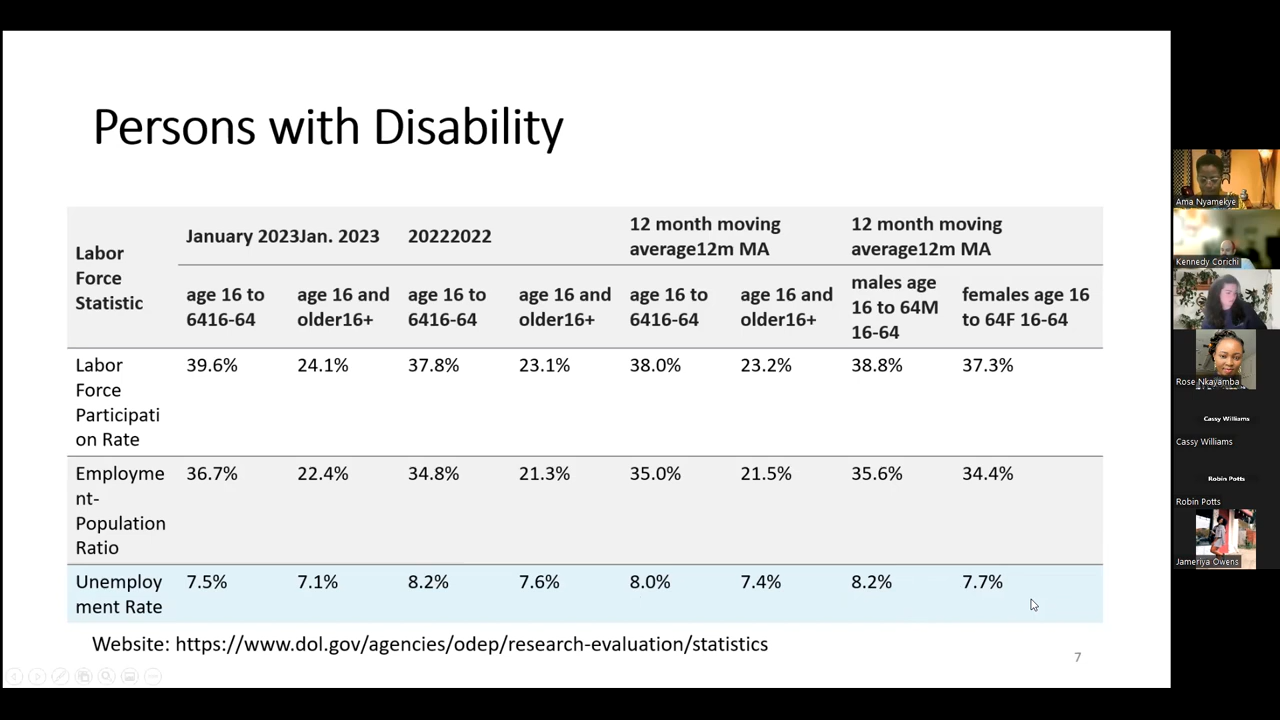 Persons with Disability
Labor
Force
Statistic
January 2023Jan. 2023
20222022
12 month moving
average12m MA
12 month moving
average12m MA
age 16 to
6416-64
age 16 and
older16+
age 16 to
6416-64
age 16 and
older16+
age 16 to
6416-64
age 16 and
older16+
males age
16 to 64M
16-64
females age 16
to 64F 16-64
Labor
Force
Participati
on Rate
39.6%
24.1%
37.8%
23.1%
38.0%
23.2%
38.8%
37.3%
Employme
nt-
Population
Ratio
36.7%
22.4%
34.8%
21.3%
35.0%
21.5%
35.6%
34.4%
Unemploy
ment Rate
7.5%
7.1%
8.2%
7.6%
8.0%
7.4%
8.2%
7.7%
Website: https://www.dol.gov/agencies/odep/research-evaluation/statistics
7
Ama Nyamekye
Kennedy Corichi
Rose Nkayamba
Cassy Williams
Cassy Williams
Robin Potts
Robin Potts
Jameriya Owens